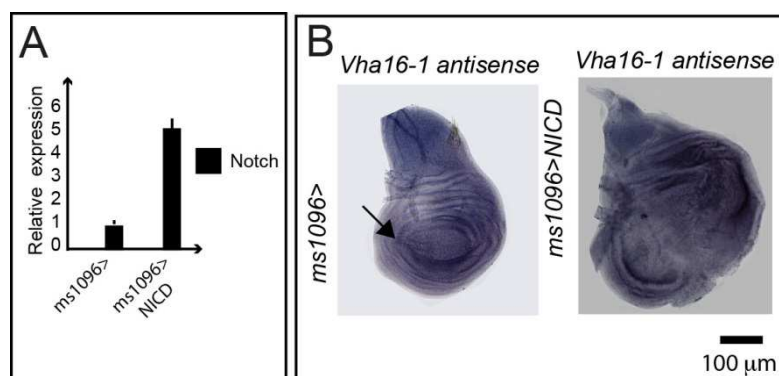 A
Relative expression
6
5
4
3
2
1
0
Notch
ms1096>
ms1096>
NICD
B
Vha16-1 antisense
Vha16-1 antisense
ms1096>
ms1096>NICD
100 µm